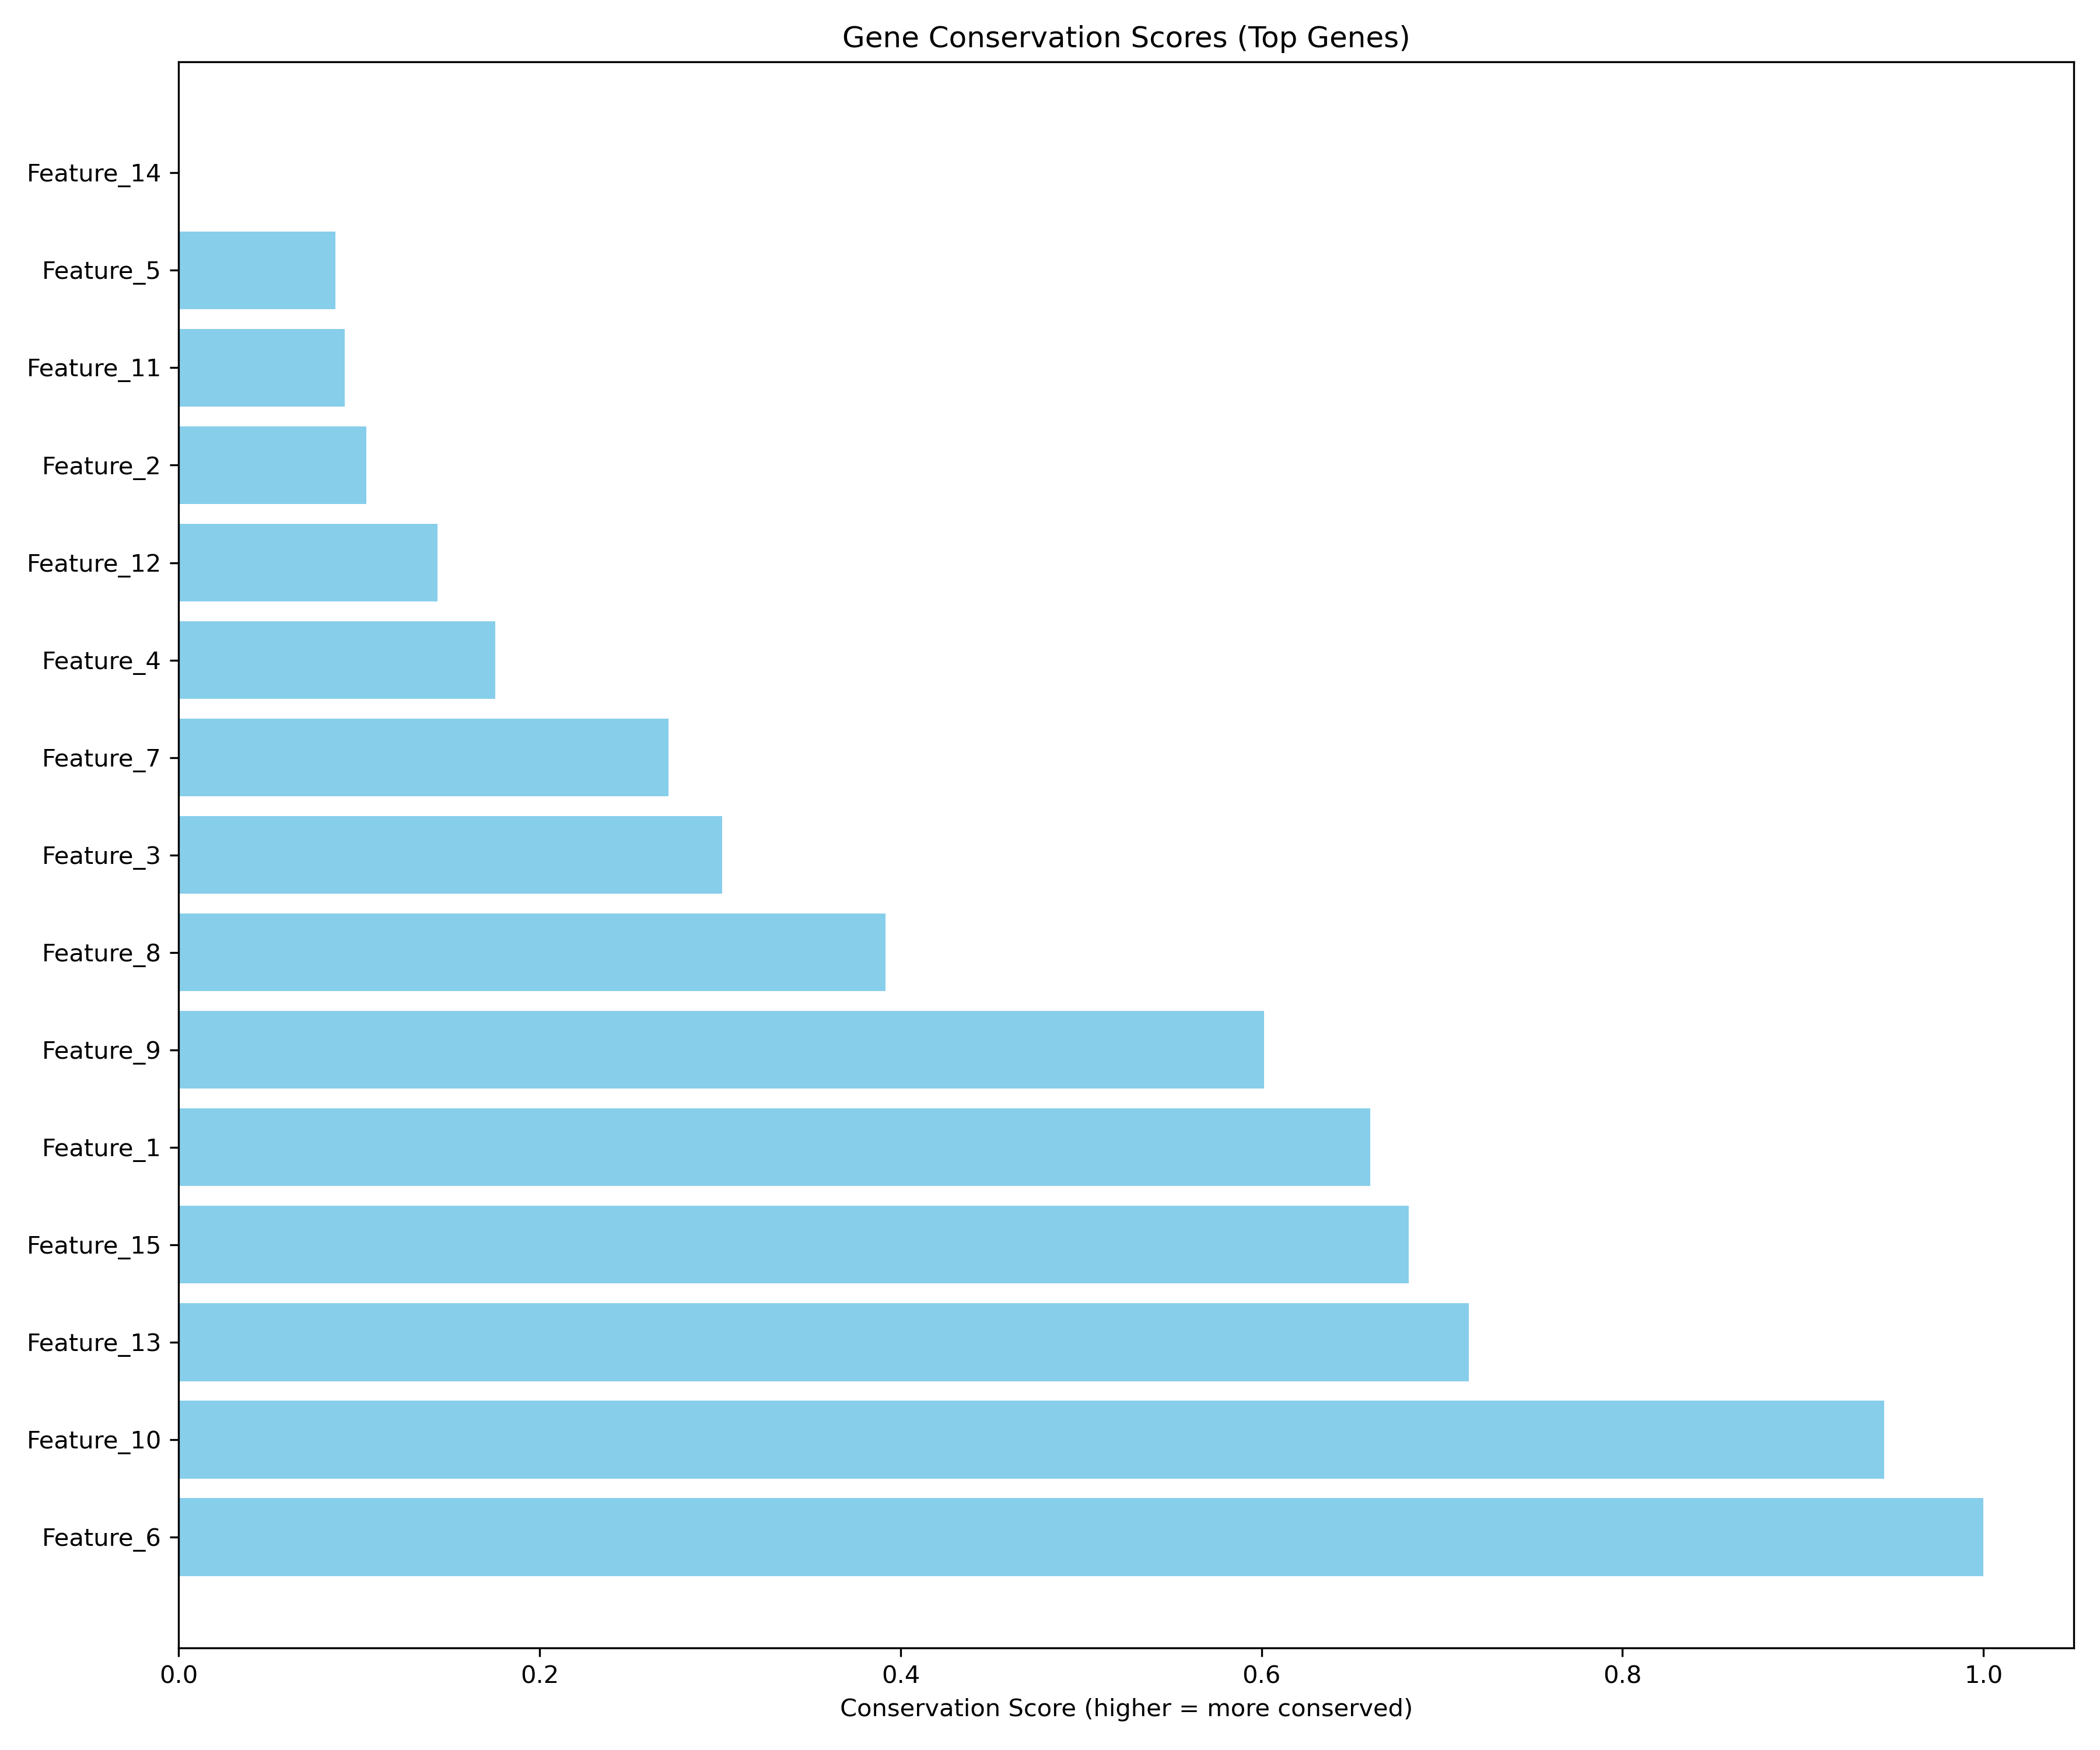 Gene Conservation Scores (Top Genes)
Feature_14
Feature_5
Feature_11
Feature_2
Feature_12
Feature_4
Feature_7
Feature_3
Feature_8
Feature_9
Feature_1
Feature_15
Feature_13
Feature_10
Feature_6
0.0 0.2 0.4 0.6 0.8 1.0
Conservation Score (higher = more conserved)